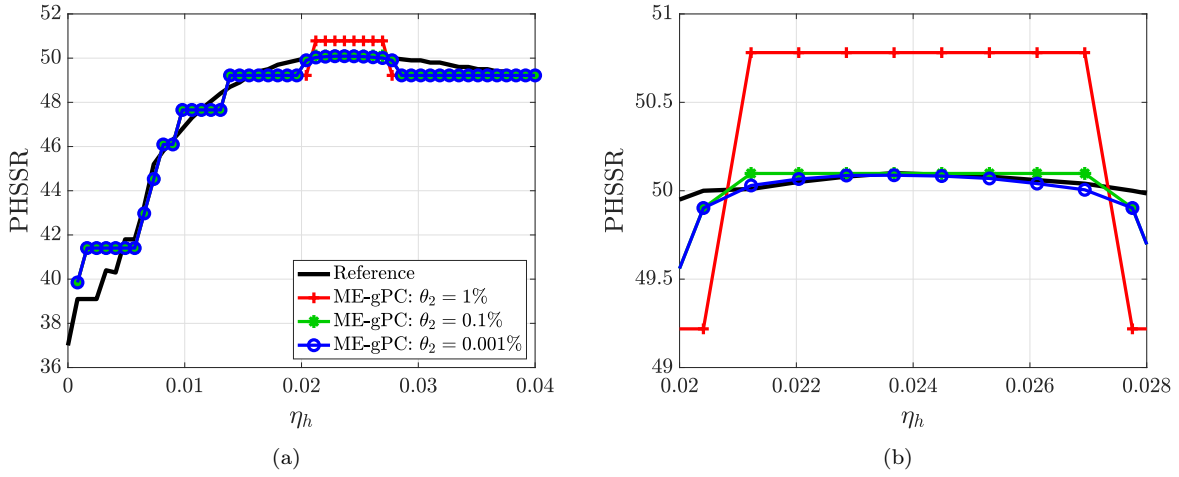 52
50
48
46
44
42
40
38
36
PHSSR
0
0.01
0.02
0.03
0.04
η_h
Reference
ME-gPC: θ_2 = 1%
ME-gPC: θ_2 = 0.1%
ME-gPC: θ_2 = 0.001%
(a)
51
50.5
50
49.5
49
PHSSR
0.02
0.022
0.024
0.026
0.028
η_h
(b)